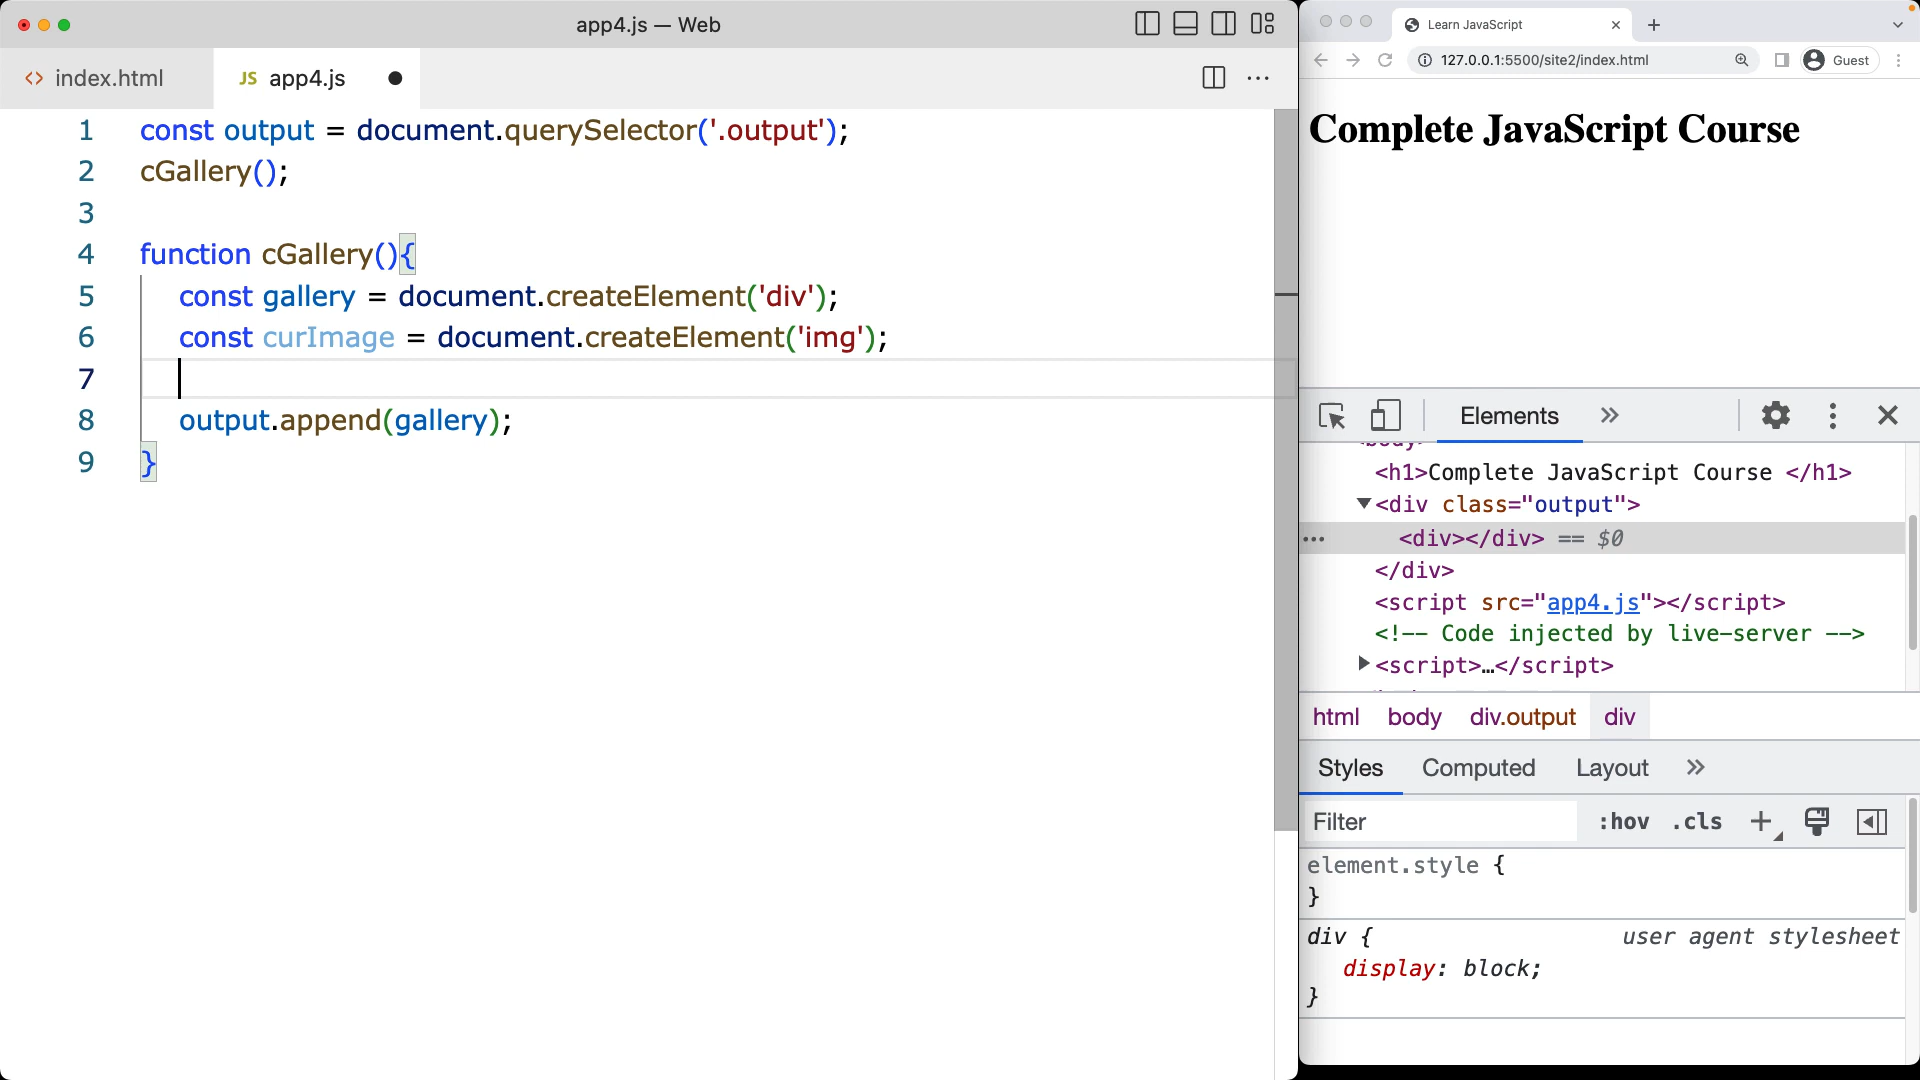 app4.js — Web
index.html
JS app4.js
1 const output = document.querySelector('.output');
2 cGallery();
3
4 function cGallery(){
5 const gallery = document.createElement('div');
6 const curImage = document.createElement('img');
7
8 output.append(gallery);
9 }
Learn JavaScript
127.0.0.1:5500/site2/index.html
Guest
Complete JavaScript Course
Elements
<h1>Complete JavaScript Course </h1>
<div class="output">
<div></div> == $0
</div>
<script src="app4.js"></script>
<!-- Code injected by live-server -->
<script>…</script>
html body div.output div
Styles Computed Layout
Filter :hov .cls
element.style {
}
div { user agent stylesheet
display: block;
}